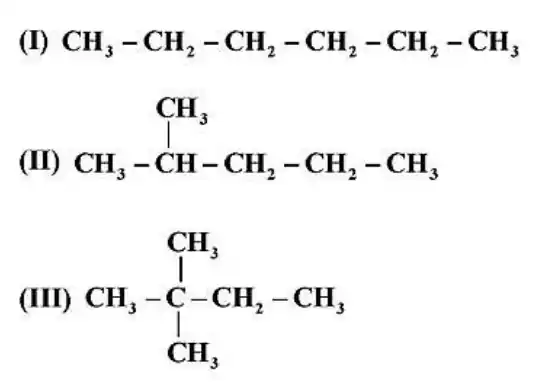 (I) CH₃ – CH₂ – CH₂ – CH₂ – CH₂ – CH₃
CH₃
|
(II) CH₃ – CH – CH₂ – CH₂ – CH₃
CH₃
|
(III) CH₃ – C – CH₂ – CH₃
|
CH₃